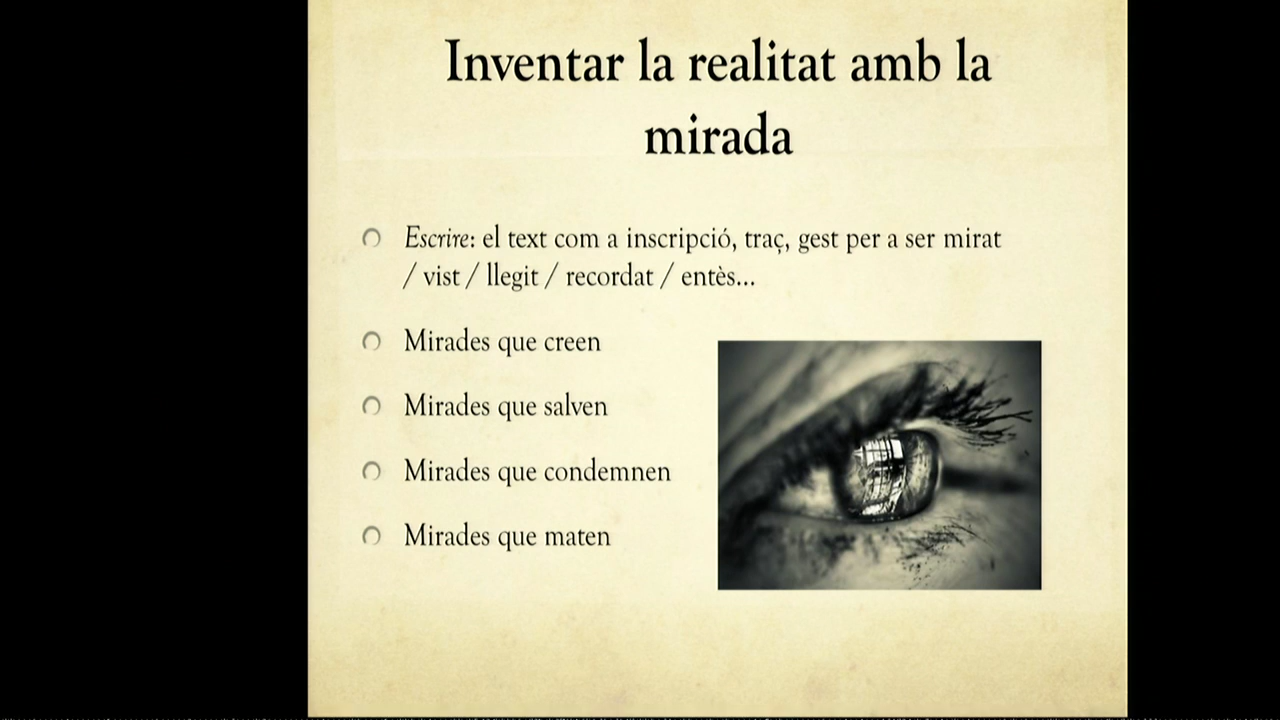 Inventar la realitat amb la
mirada
Escrire: el text com a inscripció, traç, gest per a ser mirat
/ vist / llegit / recordat / entès...
Mirades que creen
Mirades que salven
Mirades que condemnen
Mirades que maten